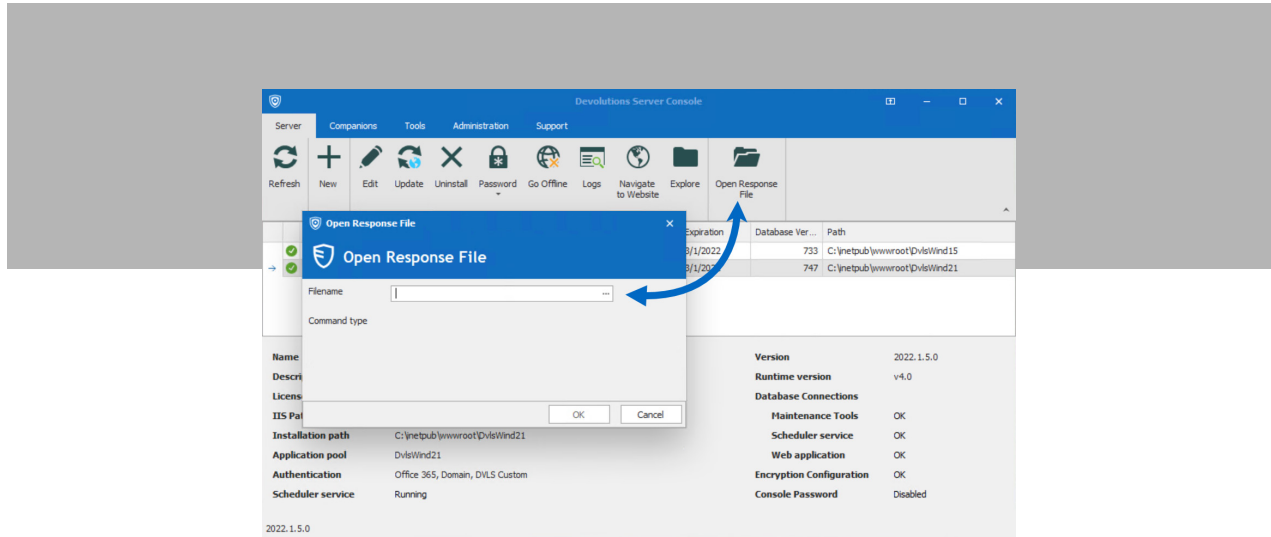 Devolutions Server Console
Server Companions Tools Administration Support
Refresh New Edit Update Uninstall Password Go Offline Logs Navigate to Website Explore Open Response File
Open Response File
Expiration Database Ver... Path
Open Response File
/1/2022 733 C:\inetpub\wwwroot\DvlsWind15
747 C:\inetpub\wwwroot\DvlsWind21
Filename
Command type
OK Cancel
Name
Version 2022.1.5.0
Runtime version v4.0
Database Connections
Maintenance Tools OK
Installation path C:\inetpub\wwwroot\DvlsWind21
Scheduler service OK
Application pool DvlsWind21
Web application OK
Authentication Office 365, Domain, DVLS Custom
Encryption Configuration OK
Scheduler service Running
Console Password Disabled
2022.1.5.0